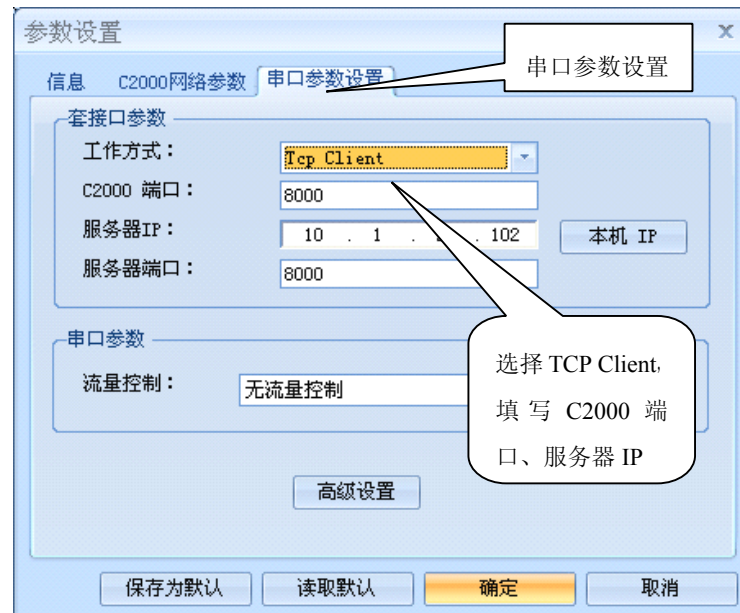 参数设置
串口参数设置
信息 C2000网络参数 串口参数设置
套接口参数
工作方式: Tcp Client
C2000 端口: 8000
服务器IP: 10 . 1 . . 102 本机 IP
服务器端口: 8000
串口参数
流量控制: 无流量控制
选择 TCP Client,
填写 C2000 端
口、服务器 IP
高级设置
保存为默认 读取默认 确定 取消